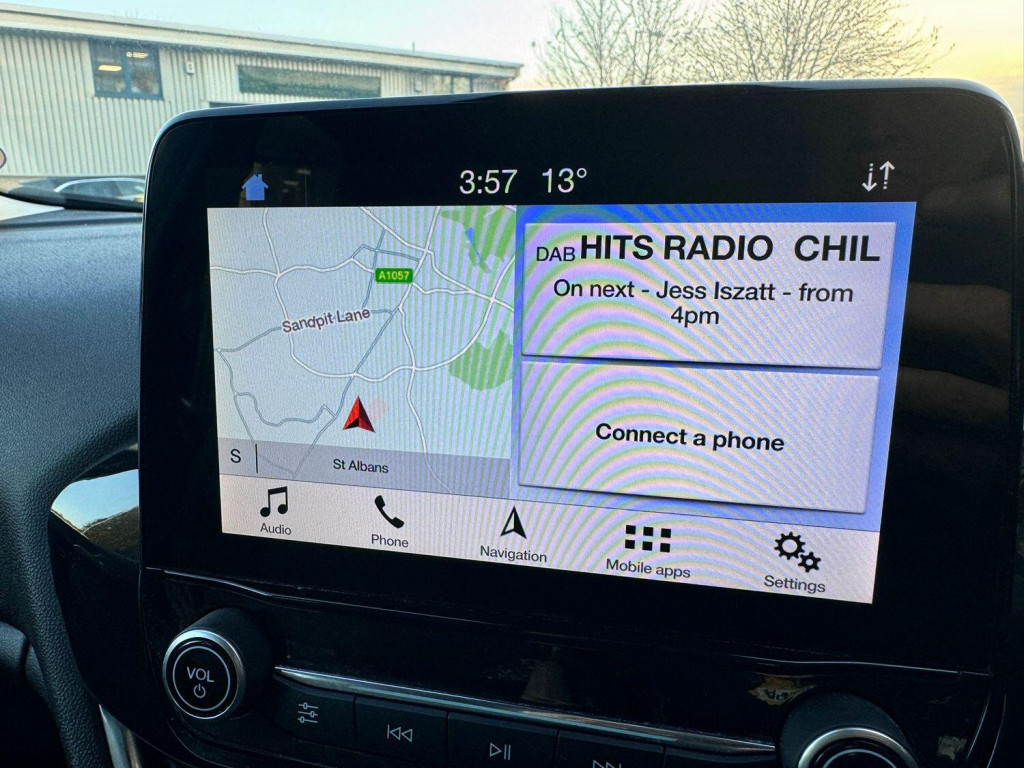 3:57 13°
A1057
Sandpit Lane
S
St Albans
DAB HITS RADIO CHIL
On next - Jess Iszatt - from
4pm
Connect a phone
Audio
Phone
Navigation
Mobile apps
Settings
VOL